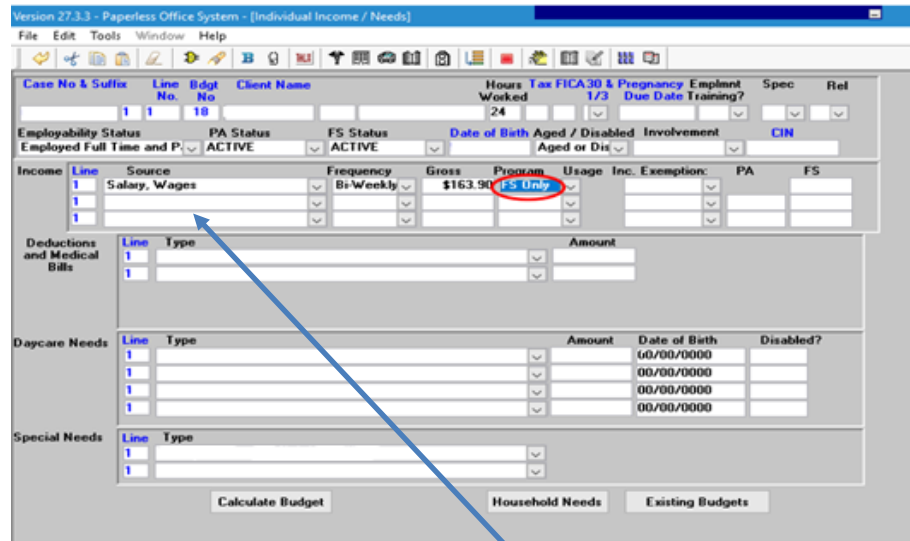 Version 27.3.3 - Paperless Office System - [Individual Income / Needs]
File Edit Tools Window Help
Case No & Suffix Line No. Bdgt No Client Name Hours Worked Tax FICA 30 & 1/3 Pregnancy Due Date Emplmnt Training? Spec Rel
1 1 18 24
Employability Status PA Status FS Status Date of Birth Aged / Disabled Involvement CIN
Employed Full Time and P ACTIVE ACTIVE Aged or Dis
Income Line Source Frequency Gross Program Usage Inc. Exemption: PA FS
1 Salary, Wages Bi-Weekly $163.90 FS Only
1
1
Deductions and Medical Bills Line Type Amount
1
1
Daycare Needs Line Type Amount Date of Birth Disabled?
1 00/00/0000
1 00/00/0000
1 00/00/0000
1 00/00/0000
Special Needs Line Type
1
1
Calculate Budget Household Needs Existing Budgets